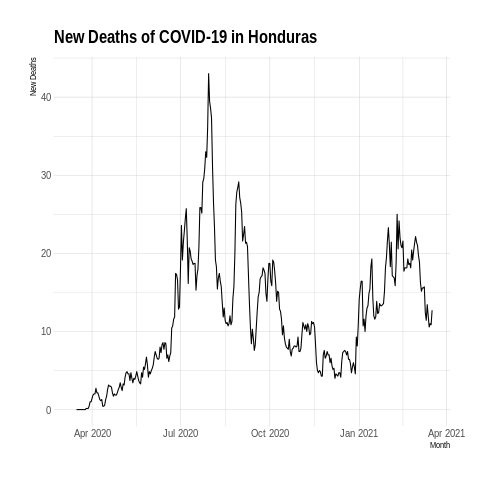 New Deaths of COVID-19 in Honduras
New Deaths
40
30
20
10
0
Apr 2020
Jul 2020
Oct 2020
Jan 2021
Apr 2021
Month